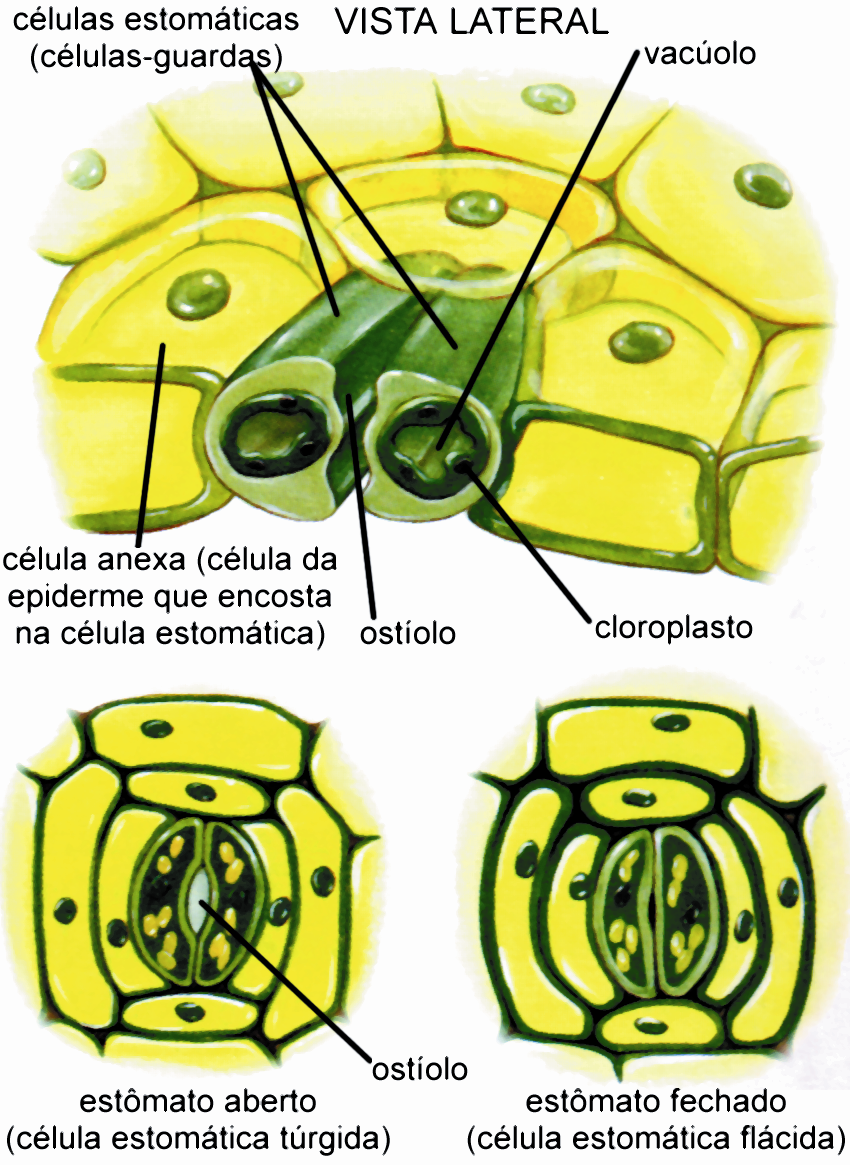 células estomáticas
(células-guardas)
VISTA LATERAL
vacúolo
célula anexa (célula da
epiderme que encosta
na célula estomática)
ostíolo
cloroplasto
ostíolo
estômato aberto
(célula estomática túrgida)
estômato fechado
(célula estomática flácida)